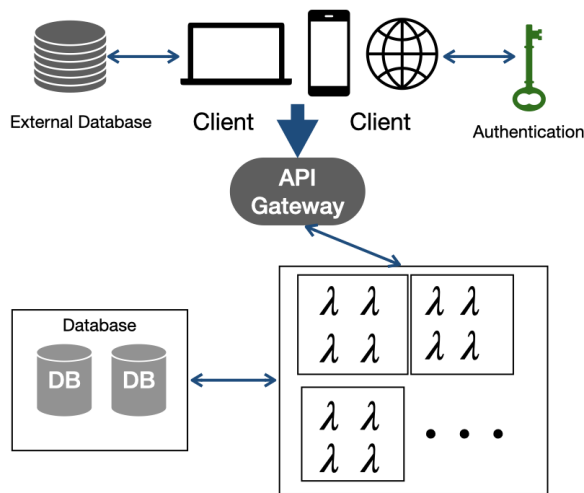 External Database
Client
Client
Authentication
API
Gateway
Database
DB DB
λ λ λ λ
λ λ λ λ
λ λ
λ λ